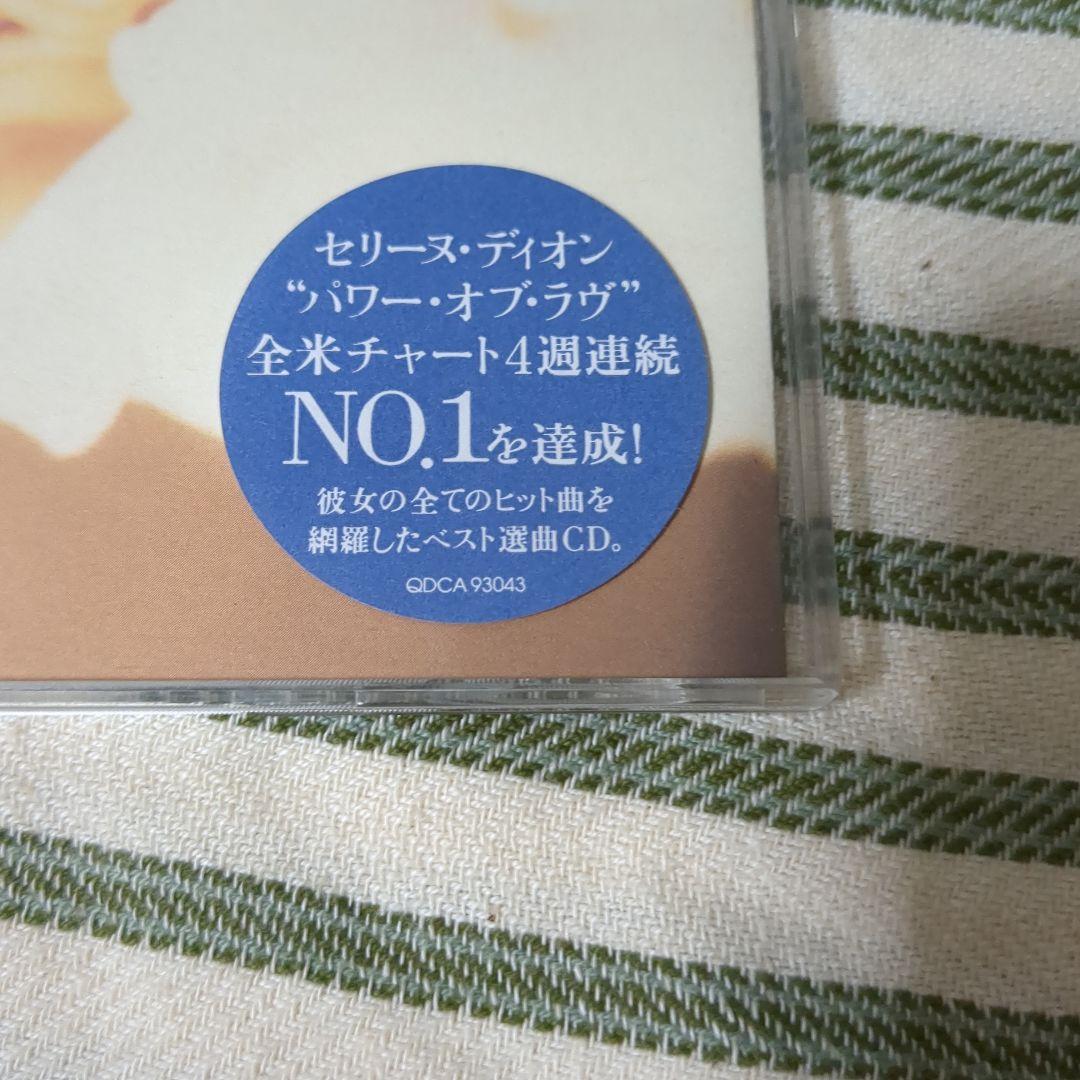 セリーヌ・ディオン
“パワー・オブ・ラヴ”
全米チャート4週連続
NO.1を達成!
彼女の全てのヒット曲を
網羅したベスト選曲CD。
QDCA 93043